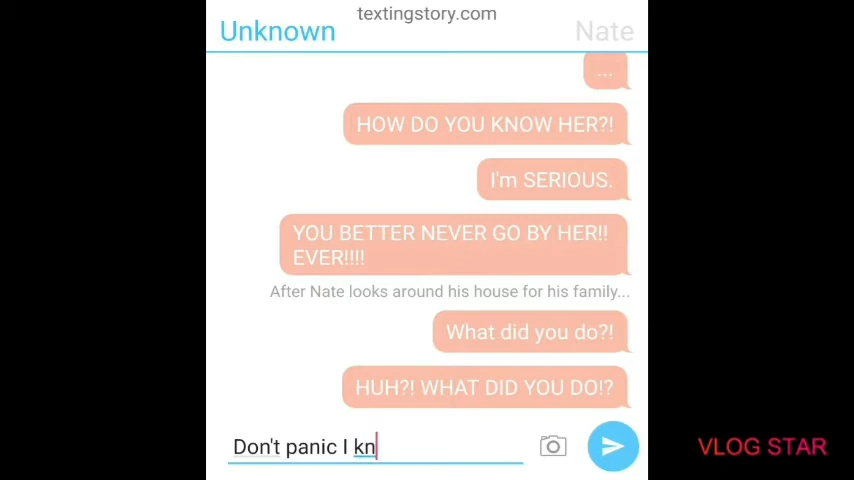 textingstory.com
Unknown
Nate
...
HOW DO YOU KNOW HER?!
I'm SERIOUS.
YOU BETTER NEVER GO BY HER!!
EVER!!!!
After Nate looks around his house for his family...
What did you do?!
HUH?! WHAT DID YOU DO!?
Don't panic I kn
VLOG STAR